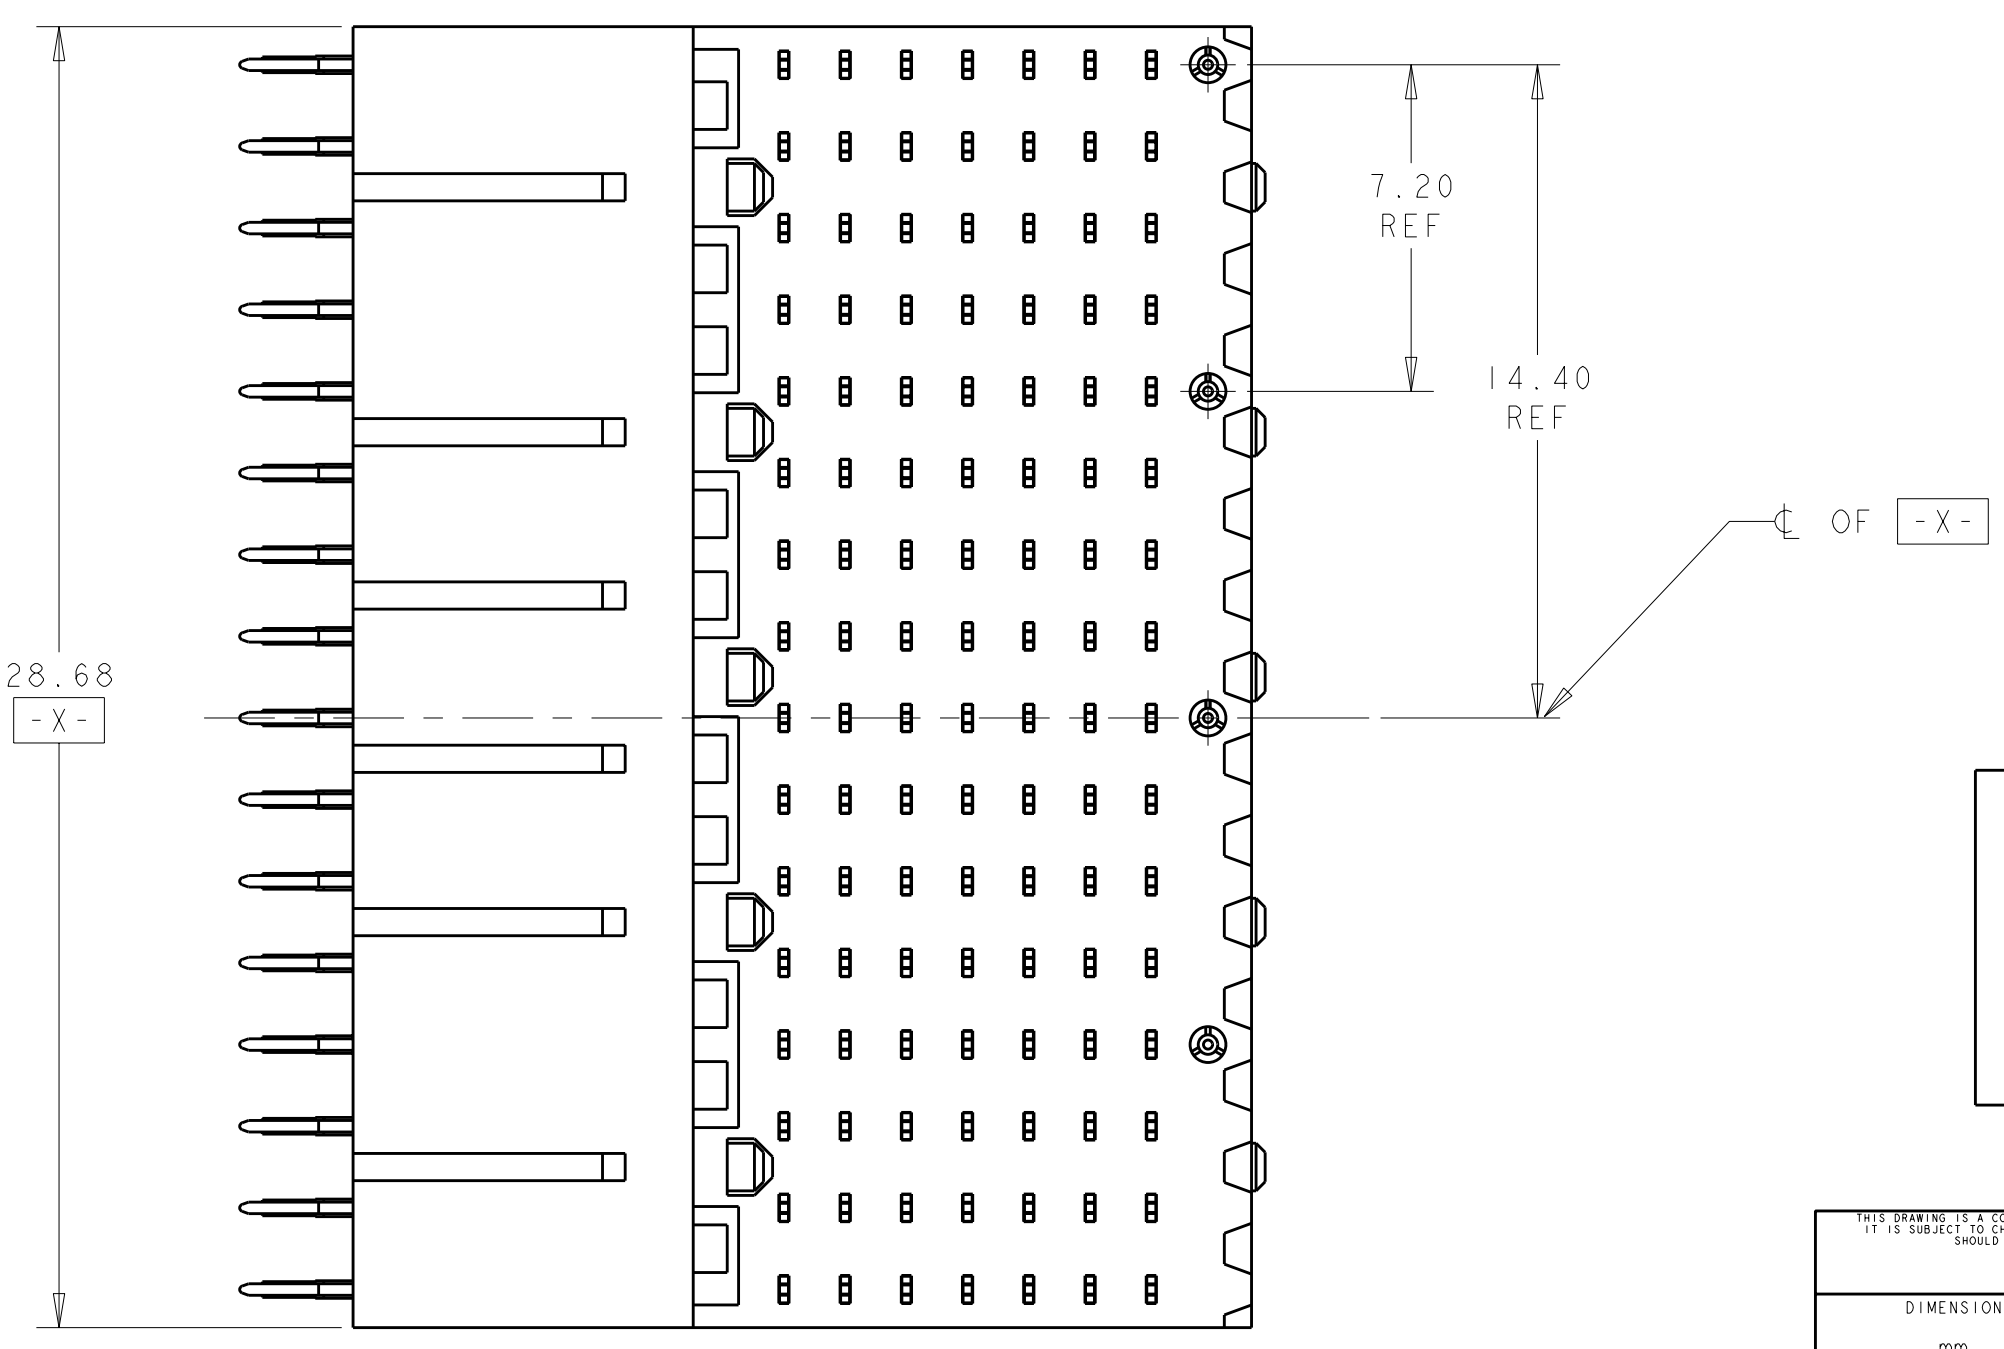 7.20
REF
14.40
REF
℄ OF -X-
28.68
-X-
THIS DRAWING IS A CO
IT IS SUBJECT TO CH
SHOULD
DIMENSION
mm